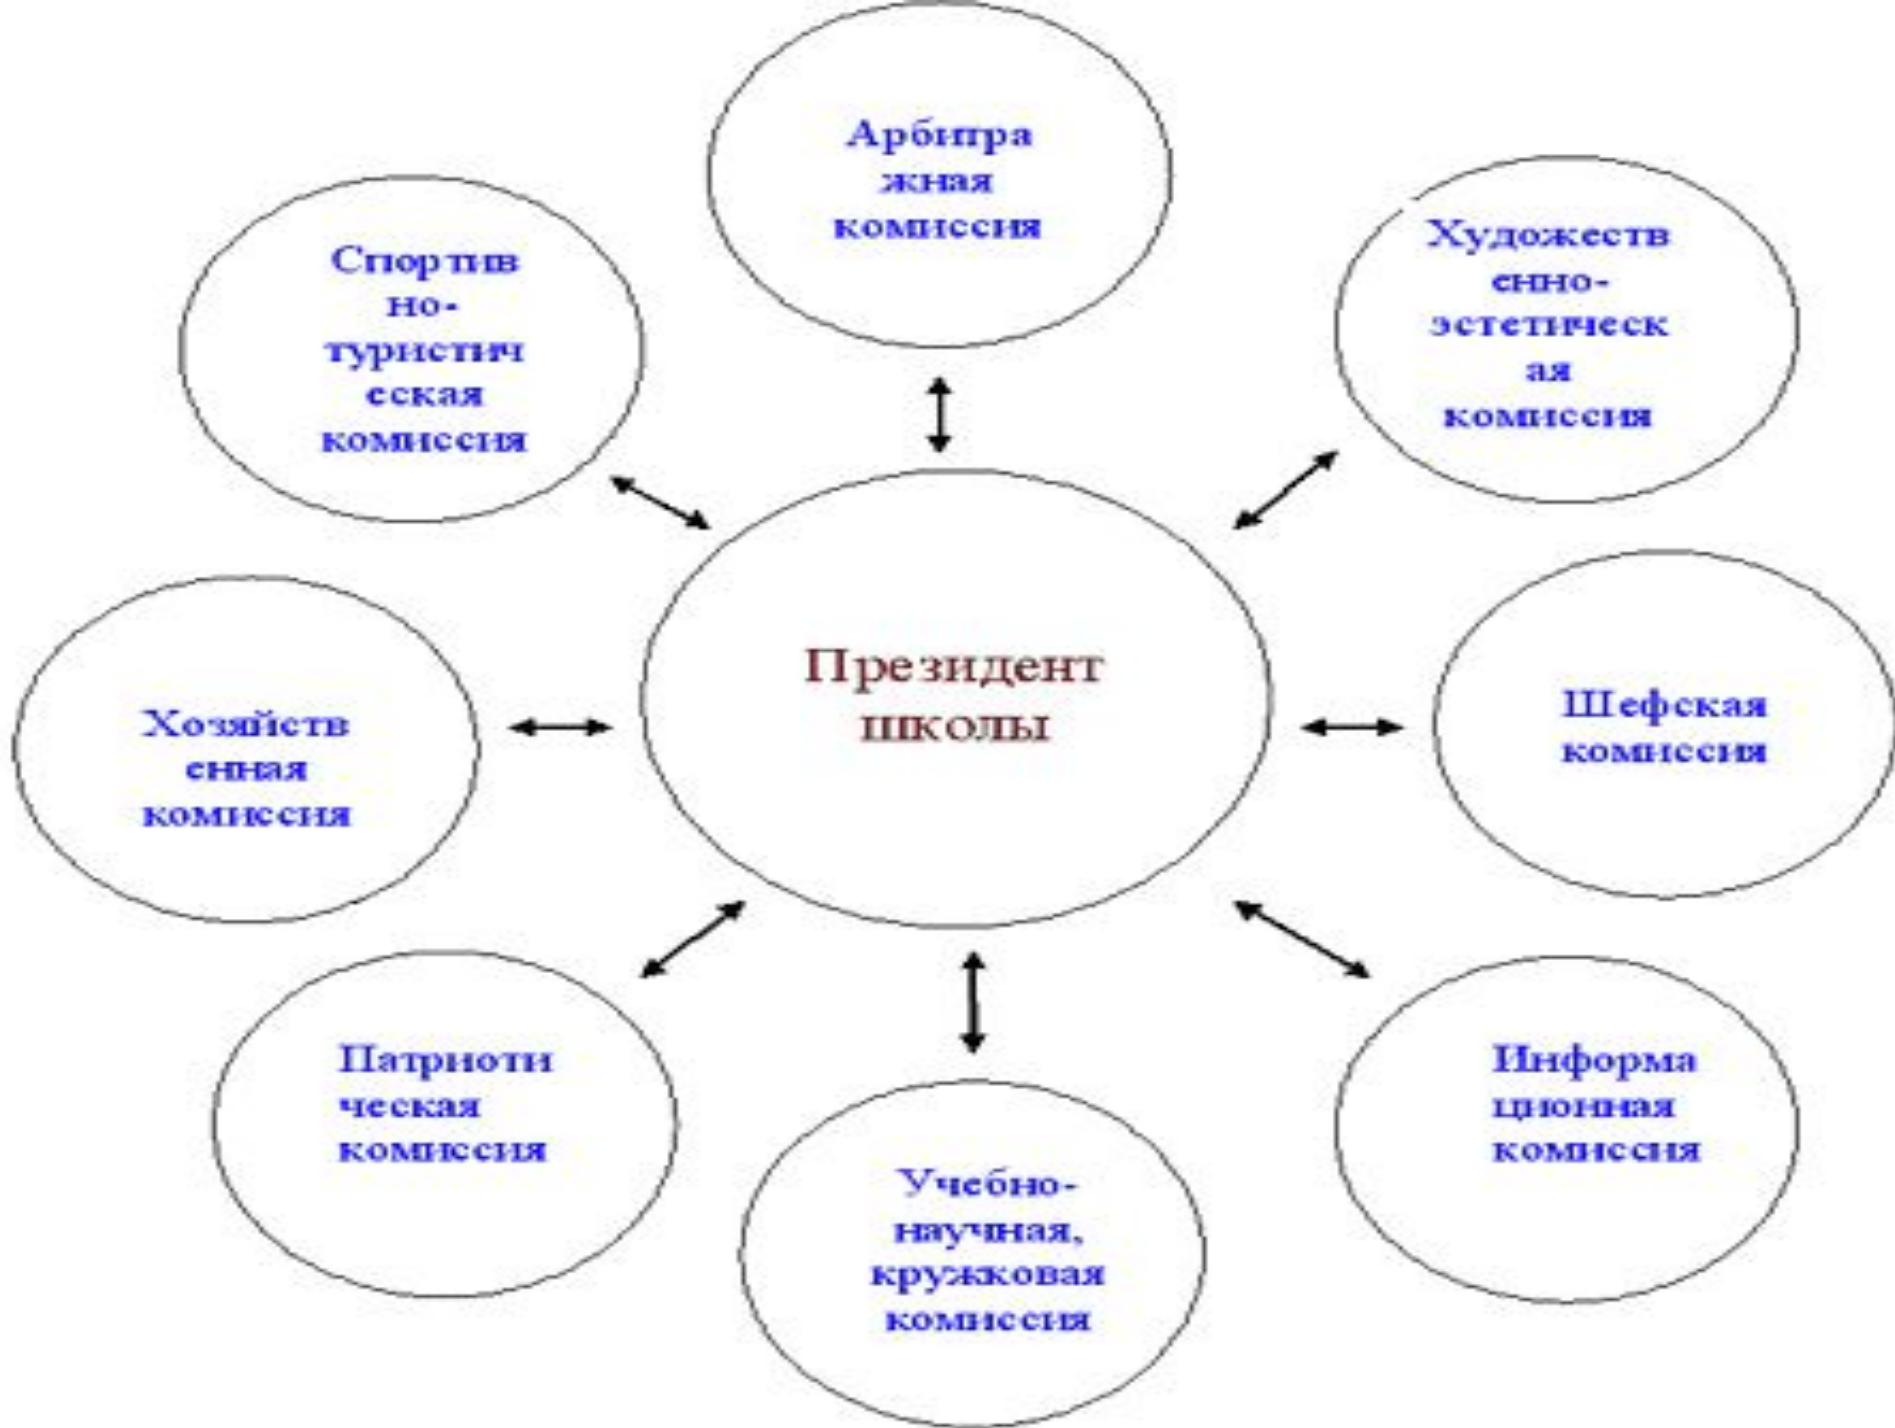 Арбитра
жная
комиссия
Спортив
но-
туристич
еская
комиссия
Художеств
енно-
эстетическ
ая
комиссия
Президент
школы
Хозяйств
енная
комиссия
Шефская
комиссия
Патриоти
ческая
комиссия
Учебно-
научная,
кружковая
комиссия
Информа
ционная
комиссия